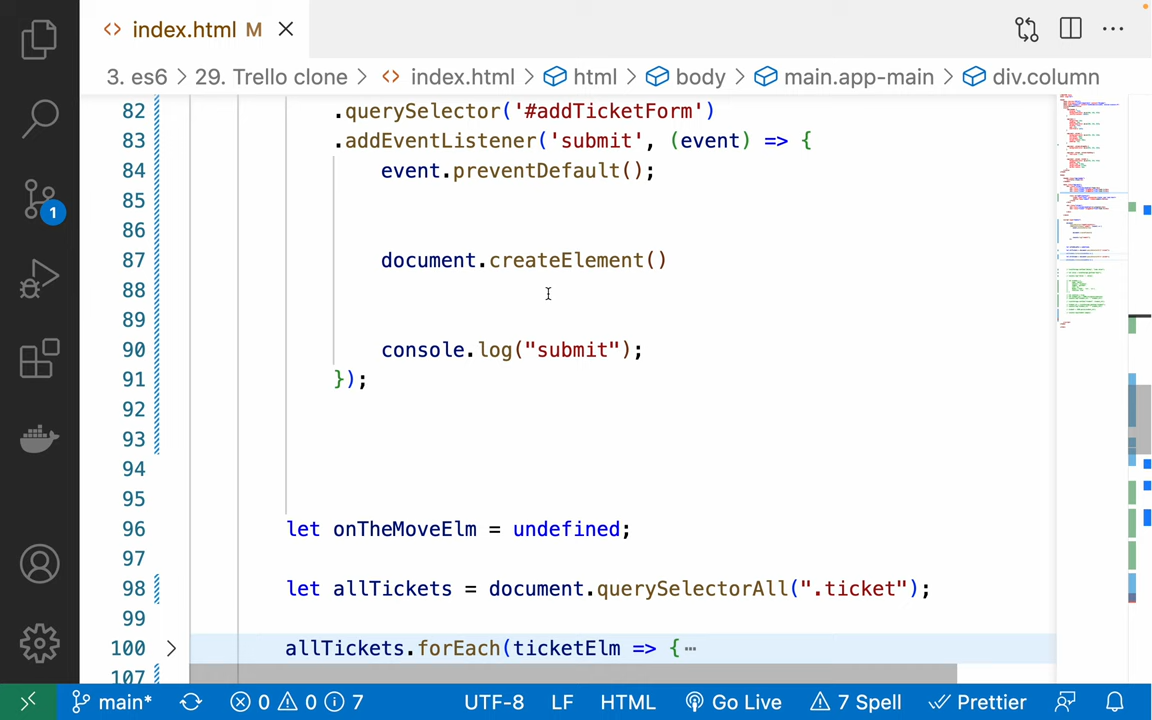 index.html M
3. es6 > 29. Trello clone > index.html > html > body > main.app-main > div.column
82 .querySelector('#addTicketForm')
83 .addEventListener('submit', (event) => {
84 event.preventDefault();
85
86
87 document.createElement()
88
89
90 console.log("submit");
91 });
92
93
94
95
96 let onTheMoveElm = undefined;
97
98 let allTickets = document.querySelectorAll(".ticket");
99
100 allTickets.forEach(ticketElm => {
107
1
main* 0 0 7 UTF-8 LF HTML Go Live 7 Spell Prettier